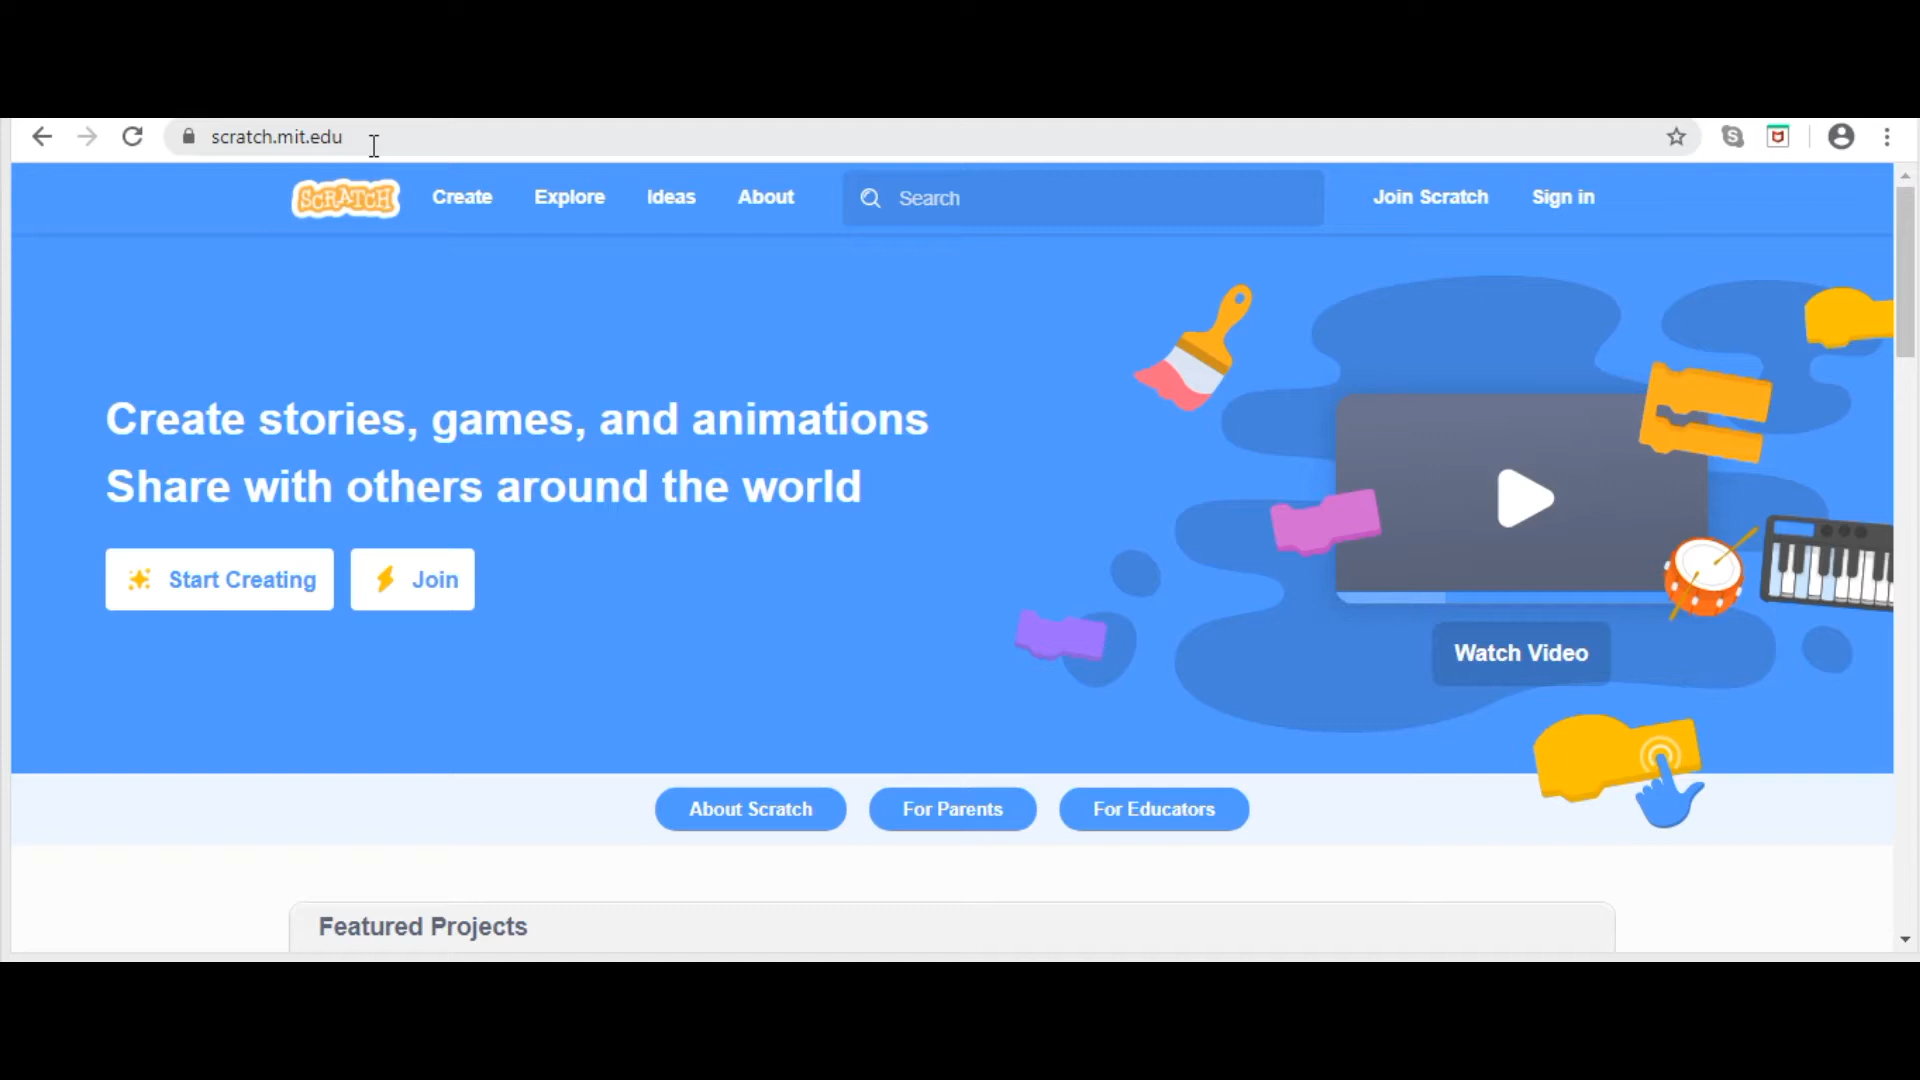 scratch.mit.edu
SCRATCH
Create
Explore
Ideas
About
Search
Join Scratch
Sign in
Create stories, games, and animations
Share with others around the world
Start Creating
Join
Watch Video
About Scratch
For Parents
For Educators
Featured Projects